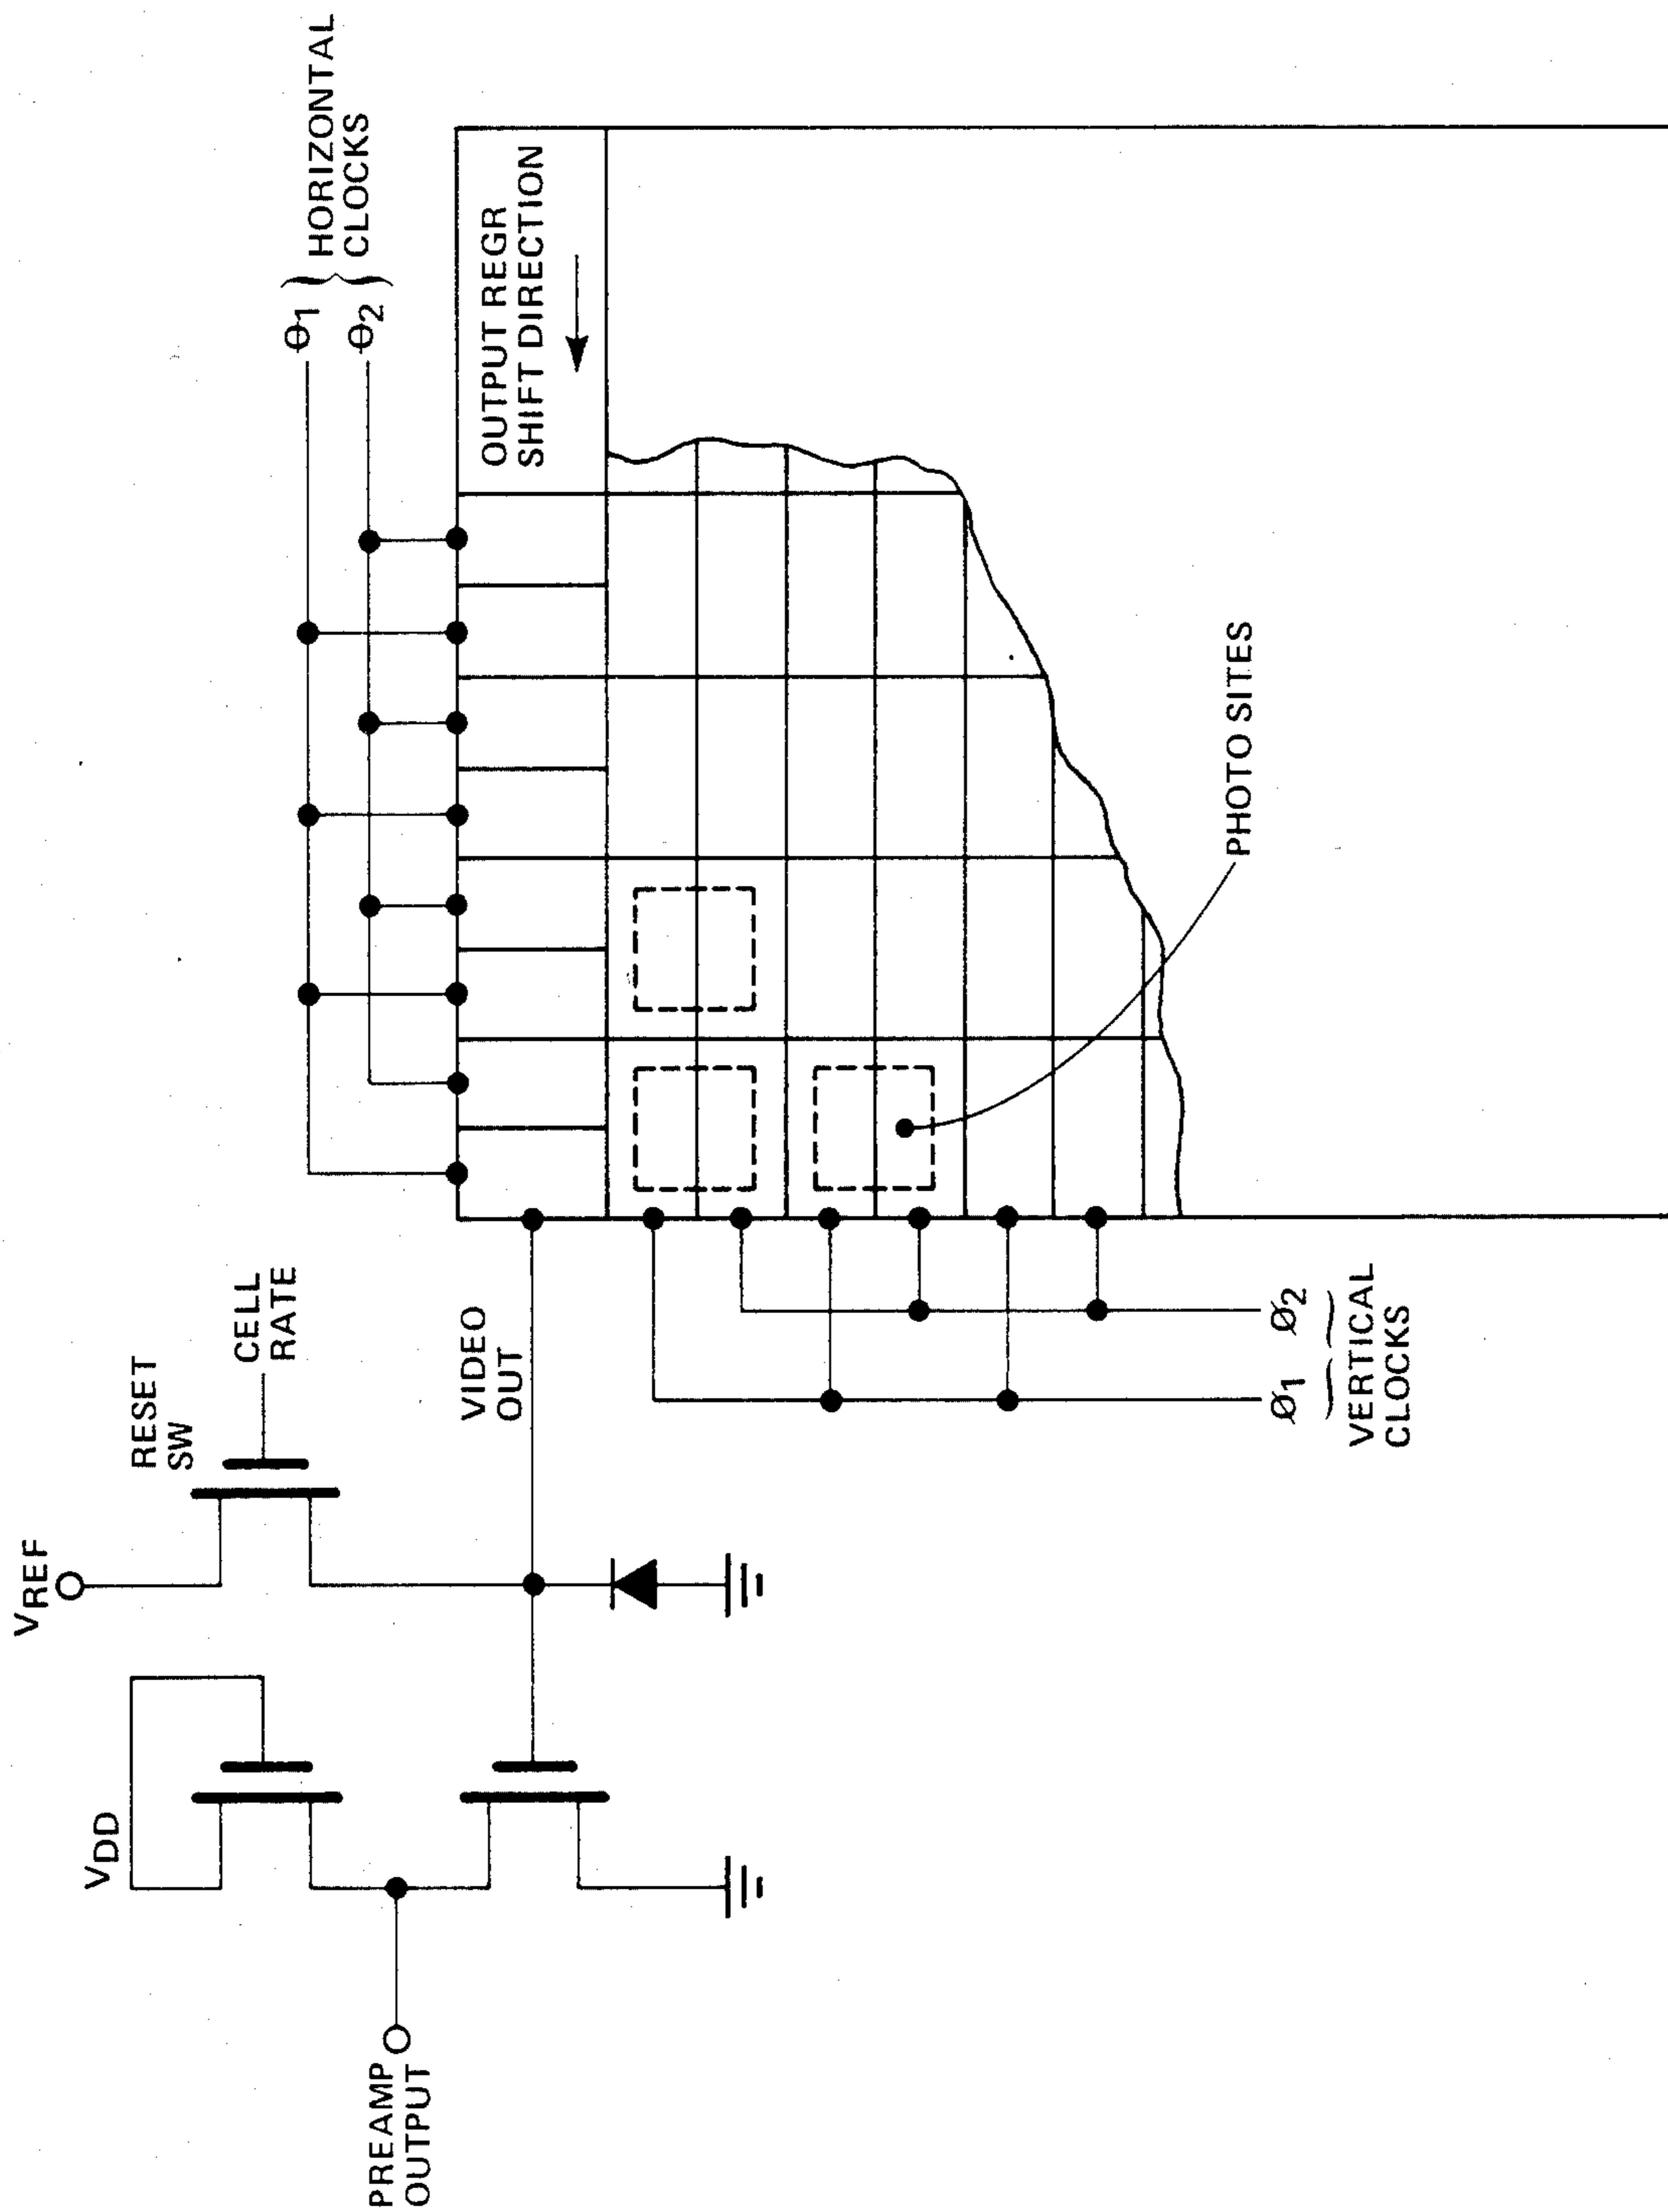 VREF
RESET
SW
CELL
RATE
VDD
PREAMP
OUTPUT
VIDEO
OUT
Θ1
Θ2
HORIZONTAL
CLOCKS
OUTPUT REGR
SHIFT DIRECTION
Ø1
Ø2
VERTICAL
CLOCKS
PHOTO SITES